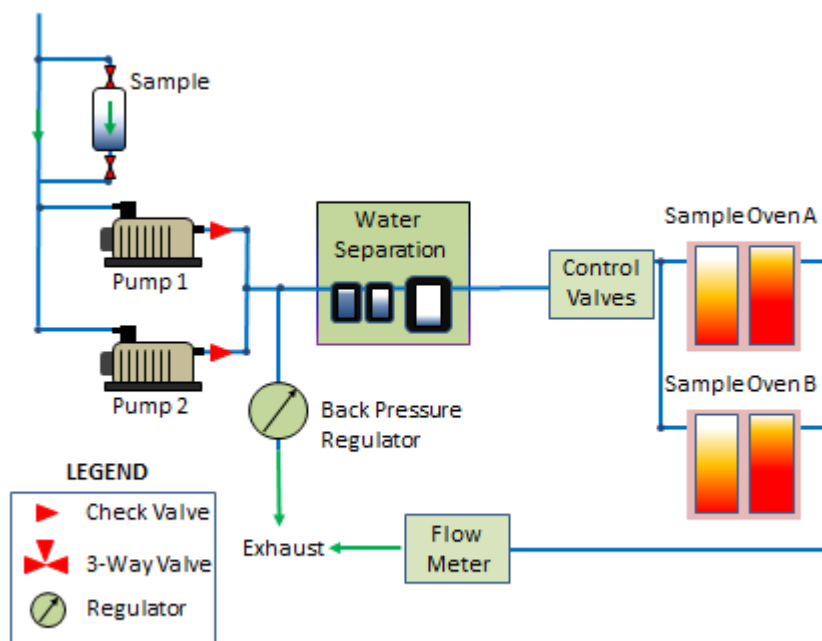 Sample
Pump 1
Pump 2
Water
Separation
Control
Valves
Sample Oven A
Sample Oven B
Back Pressure
Regulator
LEGEND
Check Valve
3-Way Valve
Regulator
Exhaust
Flow
Meter